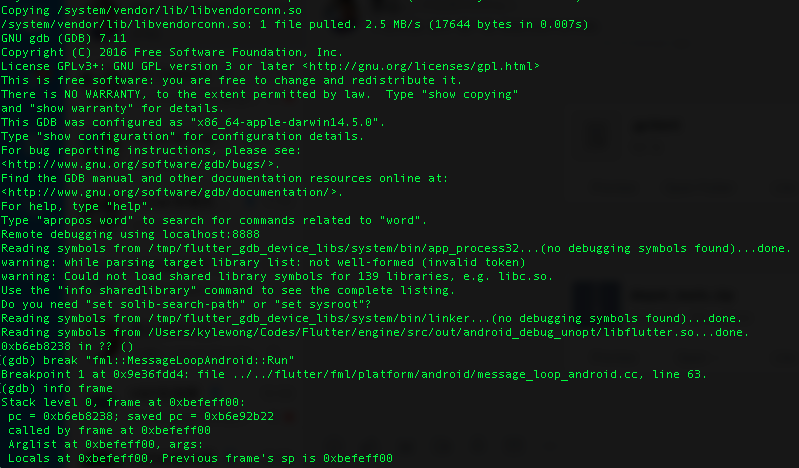 Copying /system/vendor/lib/libvendorconn.so
/system/vendor/lib/libvendorconn.so: 1 file pulled. 2.5 MB/s (17644 bytes in 0.007s)
GNU gdb (GDB) 7.11
Copyright (C) 2016 Free Software Foundation, Inc.
License GPLv3+: GNU GPL version 3 or later <http://gnu.org/licenses/gpl.html>
This is free software: you are free to change and redistribute it.
There is NO WARRANTY, to the extent permitted by law.  Type "show copying"
and "show warranty" for details.
This GDB was configured as "x86_64-apple-darwin14.5.0".
Type "show configuration" for configuration details.
For bug reporting instructions, please see:
<http://www.gnu.org/software/gdb/bugs/>.
Find the GDB manual and other documentation resources online at:
<http://www.gnu.org/software/gdb/documentation/>.
For help, type "help".
Type "apropos word" to search for commands related to "word".
Remote debugging using localhost:8888
Reading symbols from /tmp/flutter_gdb_device_libs/system/bin/app_process32...(no debugging symbols found)...done.
warning: while parsing target library list: not well-formed (invalid token)
warning: Could not load shared library symbols for 139 libraries, e.g. libc.so.
Use the "info sharedlibrary" command to see the complete listing.
Do you need "set solib-search-path" or "set sysroot"?
Reading symbols from /tmp/flutter_gdb_device_libs/system/bin/linker...(no debugging symbols found)...done.
Reading symbols from /Users/kylewong/Codes/Flutter/engine/src/out/android_debug_unopt/libflutter.so...done.
0xb6eb8238 in ?? ()
(gdb) break "fml::MessageLoopAndroid::Run"
Breakpoint 1 at 0x9e36fdd4: file ../../flutter/fml/platform/android/message_loop_android.cc, line 63.
(gdb) info frame
Stack level 0, frame at 0xbefeff00:
 pc = 0xb6eb8238; saved pc = 0xb6e92b22
 called by frame at 0xbefeff00
 Arglist at 0xbefeff00, args:
 Locals at 0xbefeff00, Previous frame's sp is 0xbefeff00